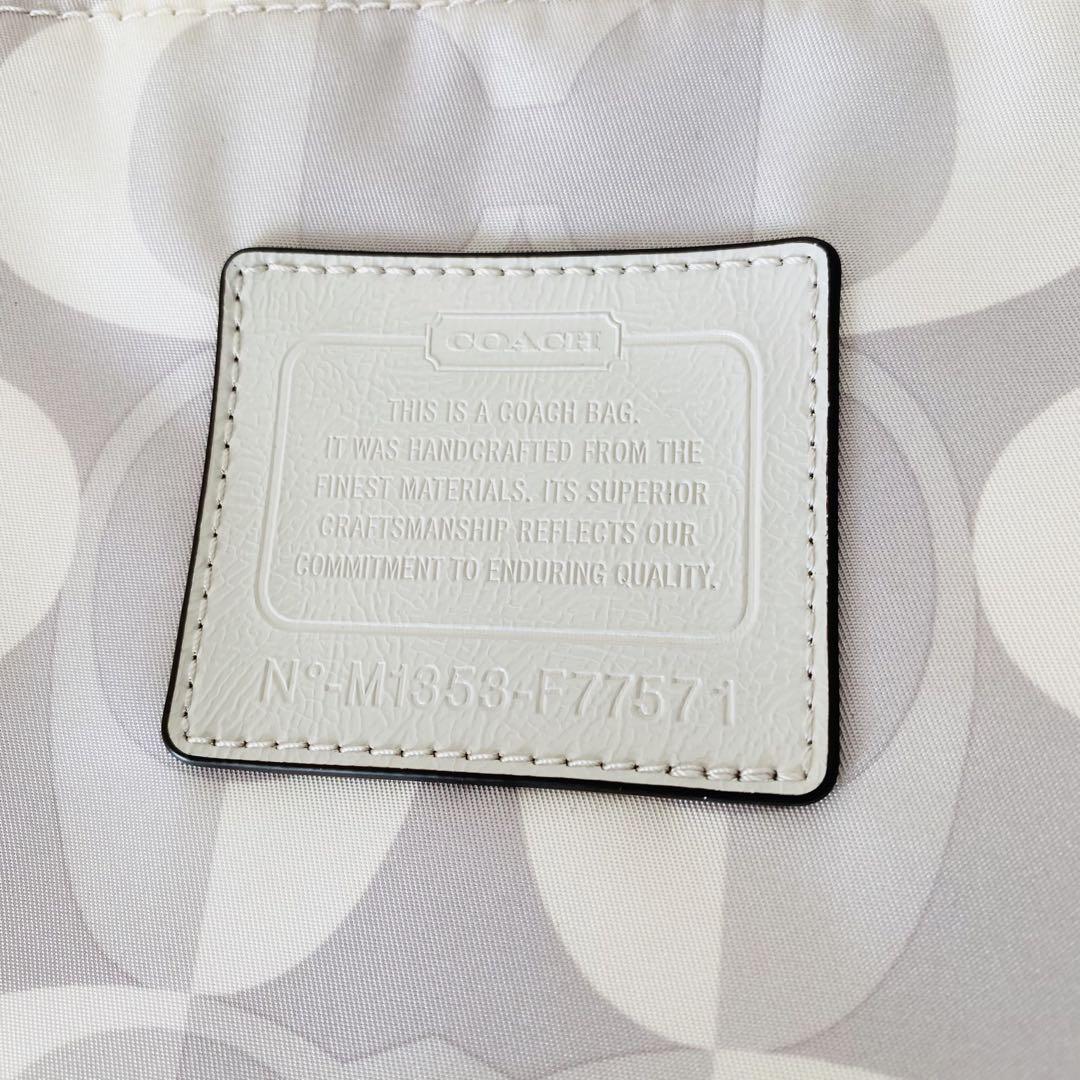 COACH
THIS IS A COACH BAG.
IT WAS HANDCRAFTED FROM THE
FINEST MATERIALS. ITS SUPERIOR
CRAFTSMANSHIP REFLECTS OUR
COMMITMENT TO ENDURING QUALITY.
Nº-M1353-F77571